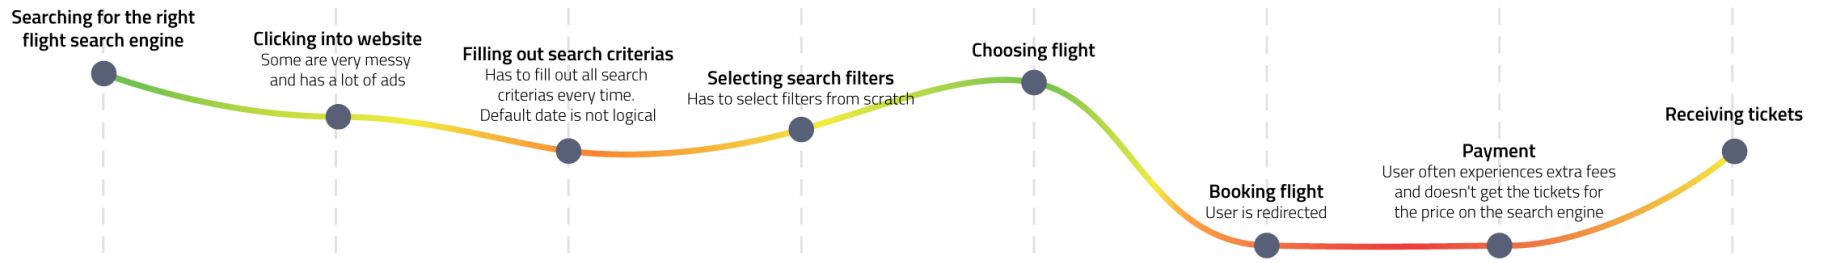 Searching for the right
flight search engine
Clicking into website
Some are very messy
and has a lot of ads
Filling out search criterias
Has to fill out all search
criterias every time.
Default date is not logical
Selecting search filters
Has to select filters from scratch
Choosing flight
Booking flight
User is redirected
Payment
User often experiences extra fees
and doesn't get the tickets for
the price on the search engine
Receiving tickets